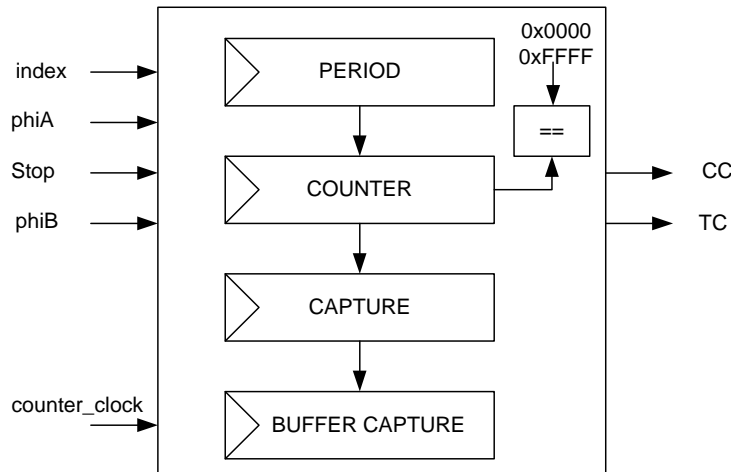 0x0000
0xFFFF
index
PERIOD
phiA
==
Stop
COUNTER
CC
phiB
TC
CAPTURE
counter_clock
BUFFER CAPTURE